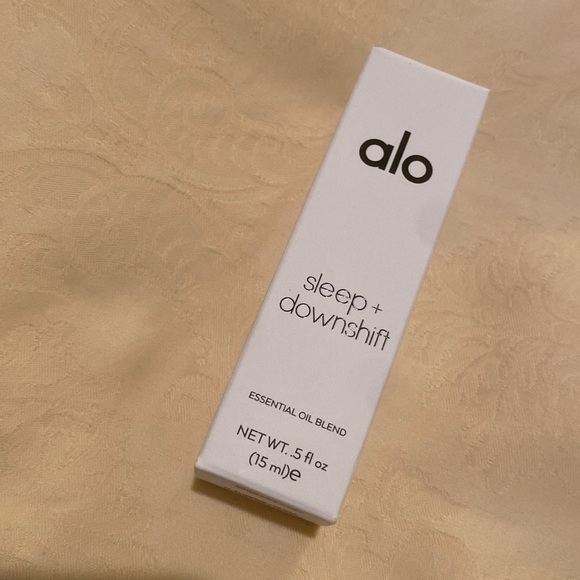 alo
sleep +
downshift
ESSENTIAL OIL BLEND
NET WT. .5 fl oz
(15 ml)e